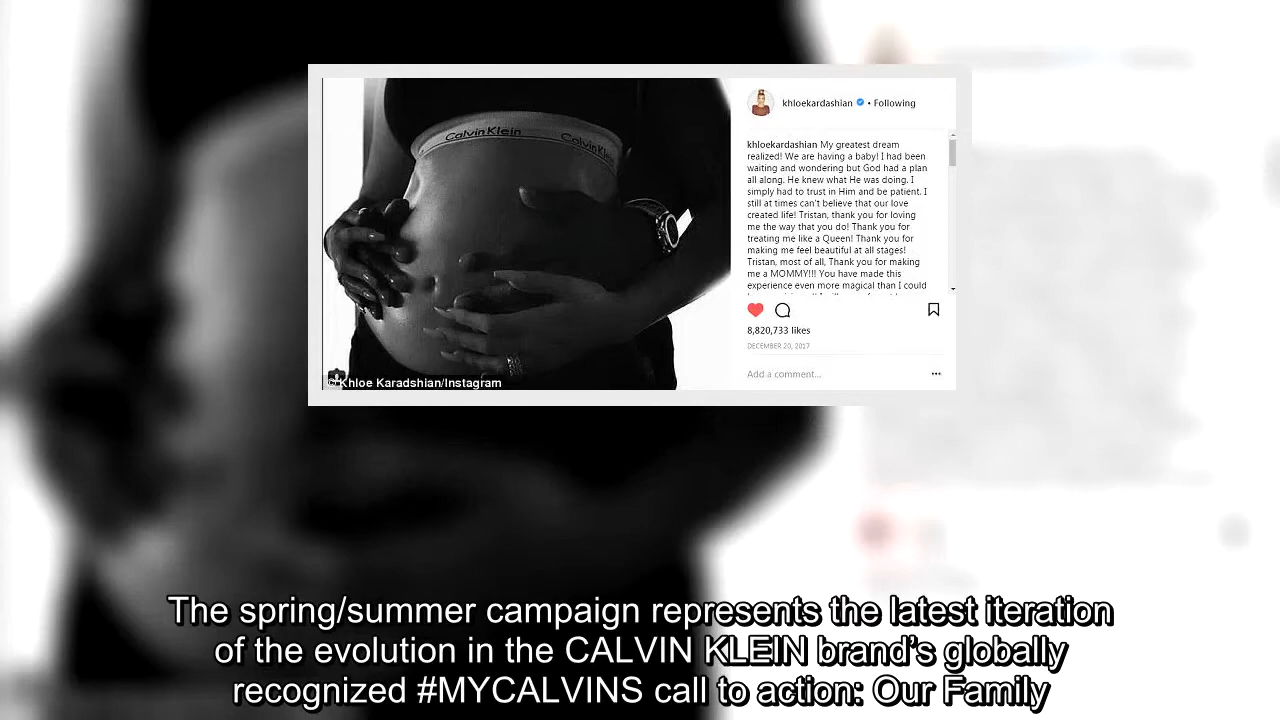 CalvinKlein
CalvinKlein
khloekardashian • Following
khloekardashian My greatest dream
realized! We are having a baby! I had been
waiting and wondering but God had a plan
all along. He knew what He was doing. I
simply had to trust in Him and be patient. I
still at times can't believe that our love
created life! Tristan, thank you for loving
me the way that you do! Thank you for
treating me like a Queen! Thank you for
making me feel beautiful at all stages!
Tristan, most of all, Thank you for making
me a MOMMY!!! You have made this
experience even more magical than I could
8,820,733 likes
DECEMBER 20, 2017
Add a comment...
Khloe Karadshian/Instagram
The spring/summer campaign represents the latest iteration
of the evolution in the CALVIN KLEIN brand's globally
recognized #MYCALVINS call to action: Our Family